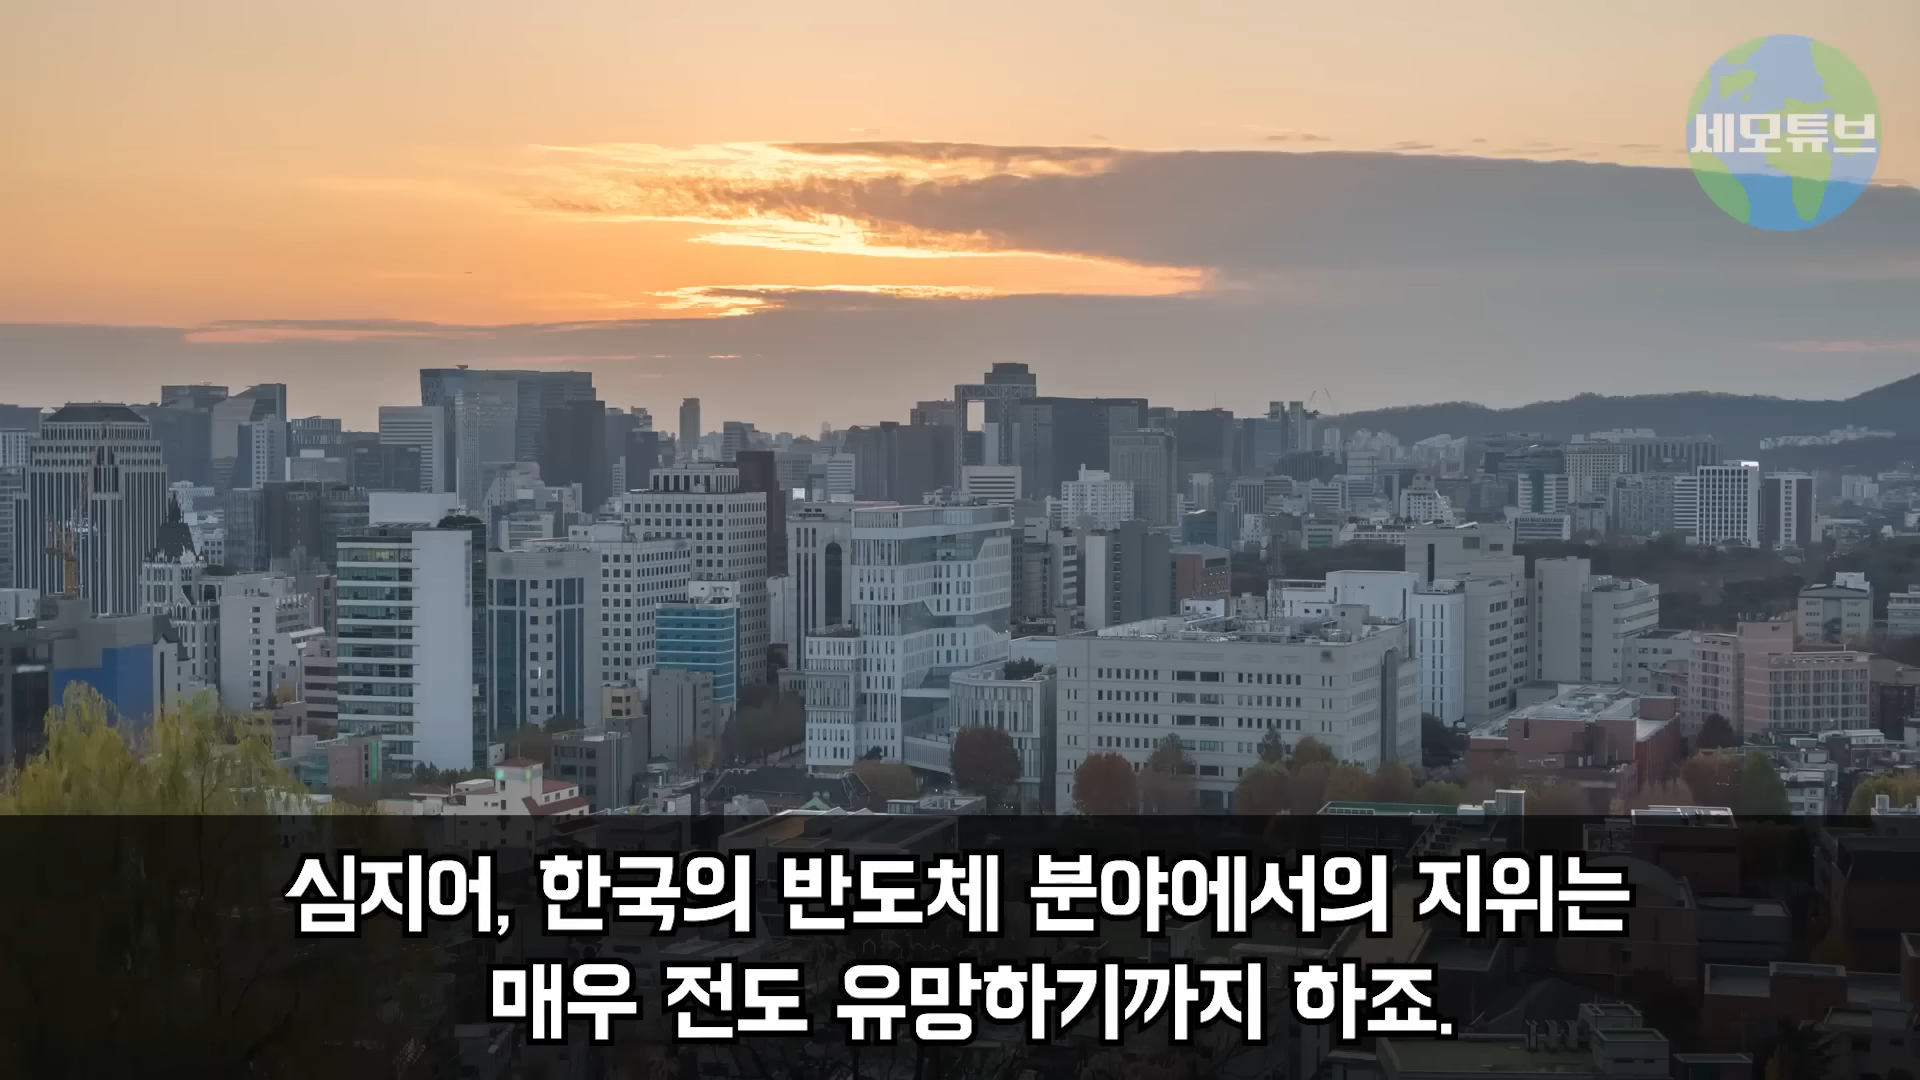 세모튜브
심지어, 한국의 반도체 분야에서의 지위는
매우 전도 유망하기까지 하죠.